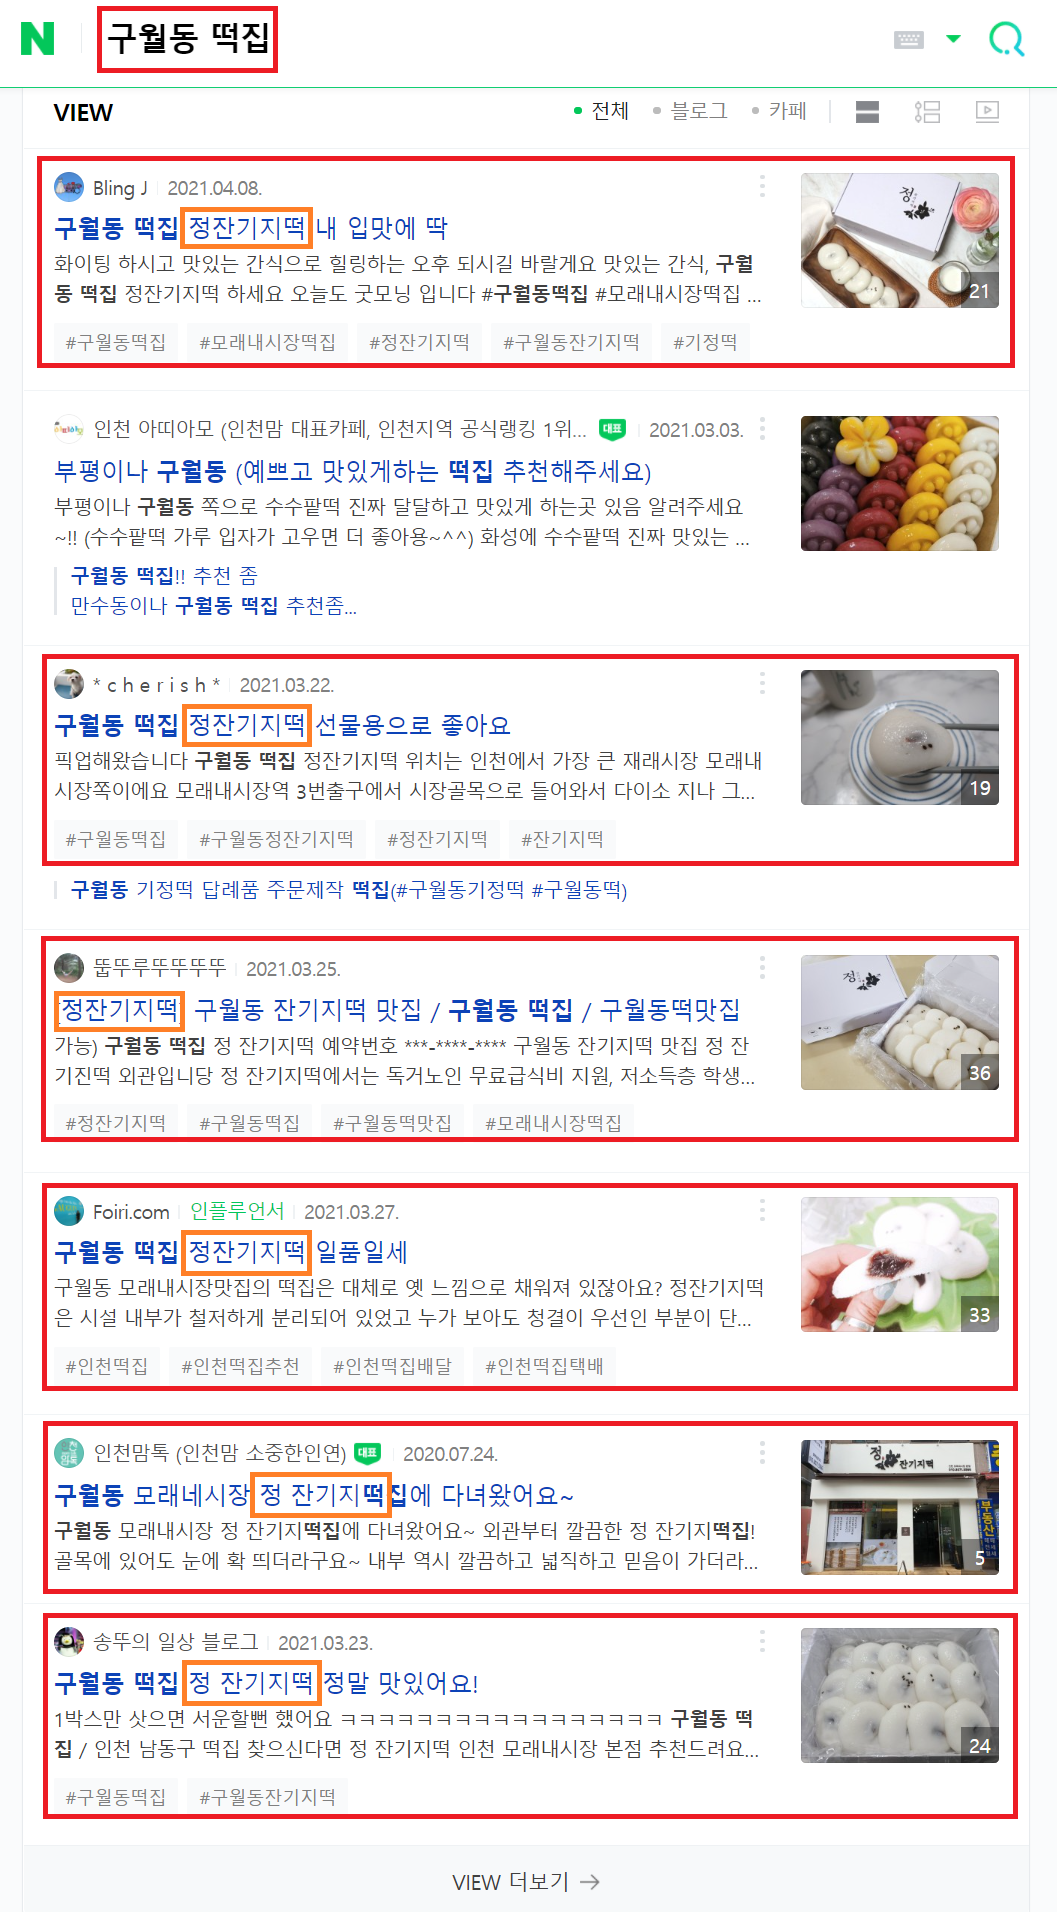 N 구월동 떡집
VIEW
전체 블로그 카페
Bling J 2021.04.08.
구월동 떡집 정잔기지떡 내 입맛에 딱
화이팅 하시고 맛있는 간식으로 힐링하는 오후 되시길 바랄게요 맛있는 간식, 구월
동 떡집 정잔기지떡 하세요 오늘도 굿모닝 입니다 #구월동떡집 #모래내시장떡집 ...
21
#구월동떡집 #모래내시장떡집 #정잔기지떡 #구월동잔기지떡 #기정떡
인천 아띠아모 (인천맘 대표카페, 인천지역 공식랭킹 1위... 대표 2021.03.03.
부평이나 구월동 (예쁘고 맛있게하는 떡집 추천해주세요)
부평이나 구월동 쪽으로 수수팥떡 진짜 달달하고 맛있게 하는곳 있음 알려주세요
~!! (수수팥떡 가루 입자가 고우면 더 좋아용~^^) 화성에 수수팥떡 진짜 맛있는 ...
구월동 떡집!! 추천 좀
만수동이나 구월동 떡집 추천좀...
* c h e r i s h * 2021.03.22.
구월동 떡집 정잔기지떡 선물용으로 좋아요
픽업해왔습니다 구월동 떡집 정잔기지떡 위치는 인천에서 가장 큰 재래시장 모래내
시장쪽이에요 모래내시장역 3번출구에서 시장골목으로 들어와서 다이소 지나 그...
19
#구월동떡집 #구월동정잔기지떡 #정잔기지떡 #잔기지떡
구월동 기정떡 답례품 주문제작 떡집(#구월동기정떡 #구월동떡)
뚭뚜루뚜뚜뚜뚜 2021.03.25.
정잔기지떡 구월동 잔기지떡 맛집 / 구월동 떡집 / 구월동떡맛집
가능) 구월동 떡집 정 잔기지떡 예약번호 ***-****-**** 구월동 잔기지떡 맛집 정 잔
기진떡 외관입니당 정 잔기지떡에서는 독거노인 무료급식비 지원, 저소득층 학생...
36
#정잔기지떡 #구월동떡집 #구월동떡맛집 #모래내시장떡집
Foiri.com 인플루언서 2021.03.27.
구월동 떡집 정잔기지떡 일품일세
구월동 모래내시장맛집의 떡집은 대체로 옛 느낌으로 채워져 있잖아요? 정잔기지떡
은 시설 내부가 철저하게 분리되어 있었고 누가 보아도 청결이 우선인 부분이 단...
33
#인천떡집 #인천떡집추천 #인천떡집배달 #인천떡집택배
인천맘톡 (인천맘 소중한인연) 대표 2020.07.24.
구월동 모래네시장 정 잔기지떡집에 다녀왔어요~
구월동 모래내시장 정 잔기지떡집에 다녀왔어요~ 외관부터 깔끔한 정 잔기지떡집!
골목에 있어도 눈에 확 띄더라구요~ 내부 역시 깔끔하고 넓직하고 믿음이 가더라...
정 잔기지떡
부동산
5
송뚜의 일상 블로그 2021.03.23.
구월동 떡집 정 잔기지떡 정말 맛있어요!
1박스만 삿으면 서운할뻔 했어요 ㅋㅋㅋㅋㅋㅋㅋㅋㅋㅋㅋㅋㅋㅋㅋㅋㅋ 구월동 떡
집 / 인천 남동구 떡집 찾으신다면 정 잔기지떡 인천 모래내시장 본점 추천드려요...
24
#구월동떡집 #구월동잔기지떡
VIEW 더보기 →